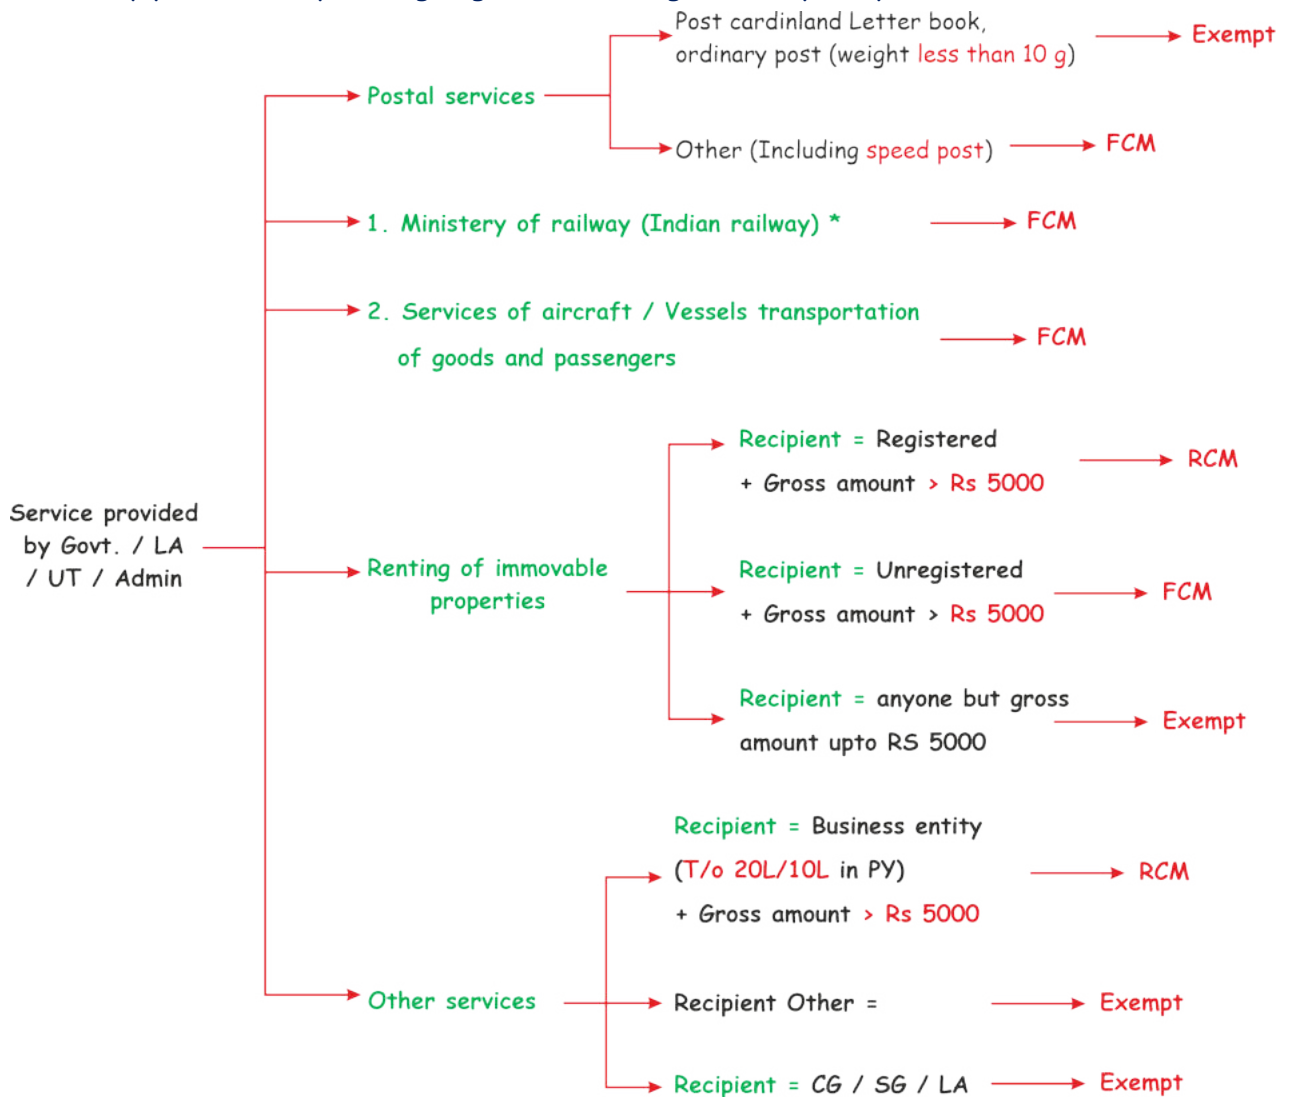 Post cardinland Letter book,
ordinary post (weight less than 10 g)
Exempt
Postal services
Other (Including speed post)
FCM
1. Ministery of railway (Indian railway) *
FCM
2. Services of aircraft / Vessels transportation
of goods and passengers
FCM
Service provided
by Govt. / LA
/ UT / Admin
Renting of immovable
properties
Recipient = Registered
+ Gross amount > Rs 5000
RCM
Recipient = Unregistered
+ Gross amount > Rs 5000
FCM
Recipient = anyone but gross
amount upto RS 5000
Exempt
Other services
Recipient = Business entity
(T/o 20L/10L in PY)
+ Gross amount > Rs 5000
RCM
Recipient Other =
Exempt
Recipient = CG / SG / LA
Exempt